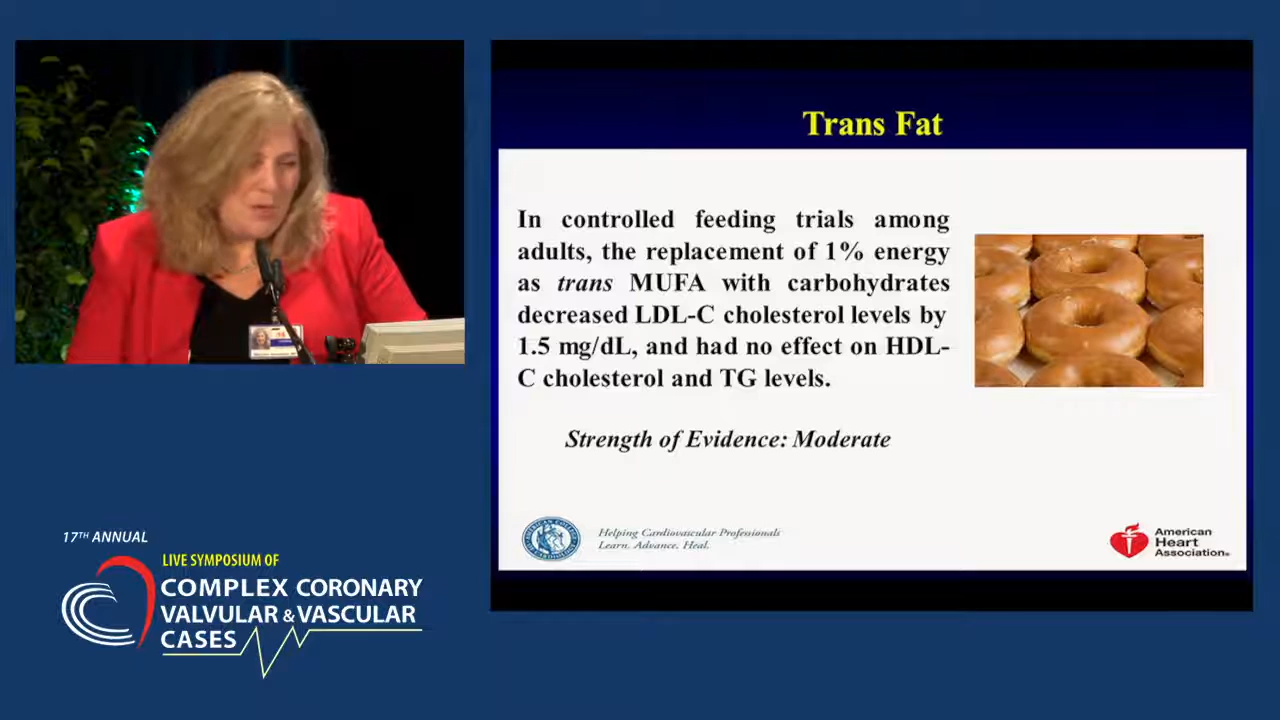 Trans Fat
In controlled feeding trials among
adults, the replacement of 1% energy
as trans MUFA with carbohydrates
decreased LDL-C cholesterol levels by
1.5 mg/dL, and had no effect on HDL-
C cholesterol and TG levels.
Strength of Evidence: Moderate
Helping Cardiovascular Professionals
Learn. Advance. Heal.
American
Heart
Association®
17TH ANNUAL
LIVE SYMPOSIUM OF
COMPLEX CORONARY
VALVULAR & VASCULAR
CASES